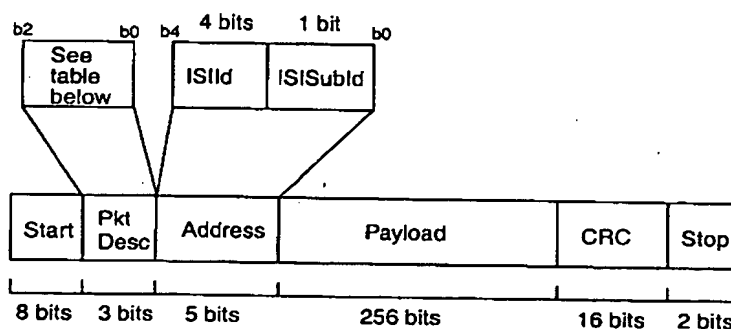 4 bits 1 bit
b2 b0 b4 b0
See
table
below
ISIId ISISubId
Start Pkt Desc Address Payload CRC Stop
8 bits 3 bits 5 bits 256 bits 16 bits 2 bits